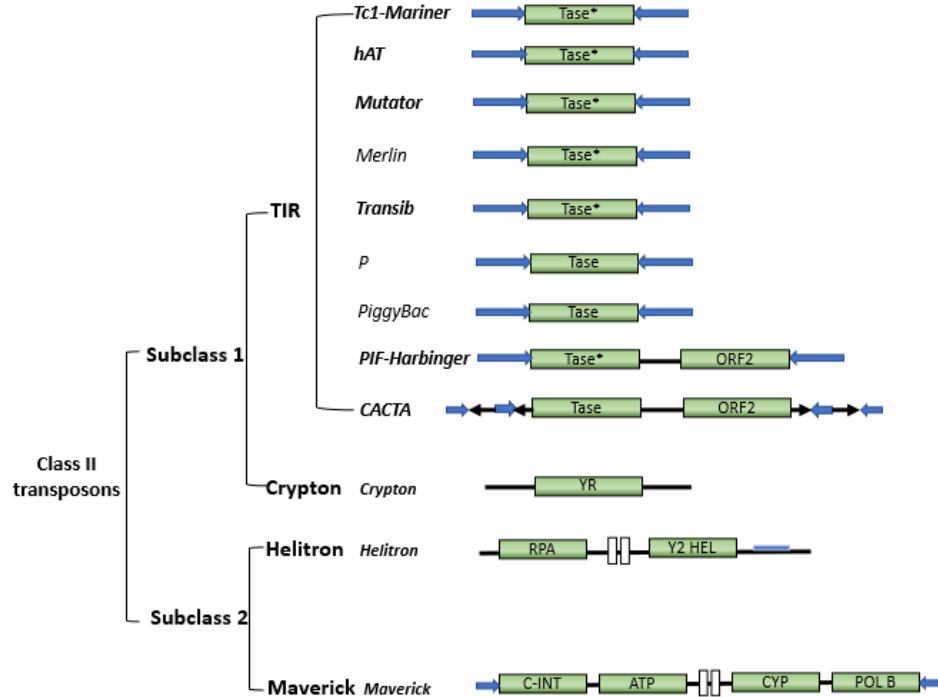 Tc1-Mariner Tase*
hAT Tase*
Mutator Tase*
Merlin Tase*
TIR Transib Tase*
P Tase
PiggyBac Tase
Subclass 1 PIF-Harbinger Tase* ORF2
CACTA Tase ORF2
Class II
transposons
Crypton Crypton YR
Helitron Helitron RPA Y2 HEL
Subclass 2
Maverick Maverick C-INT ATP CYP POL B